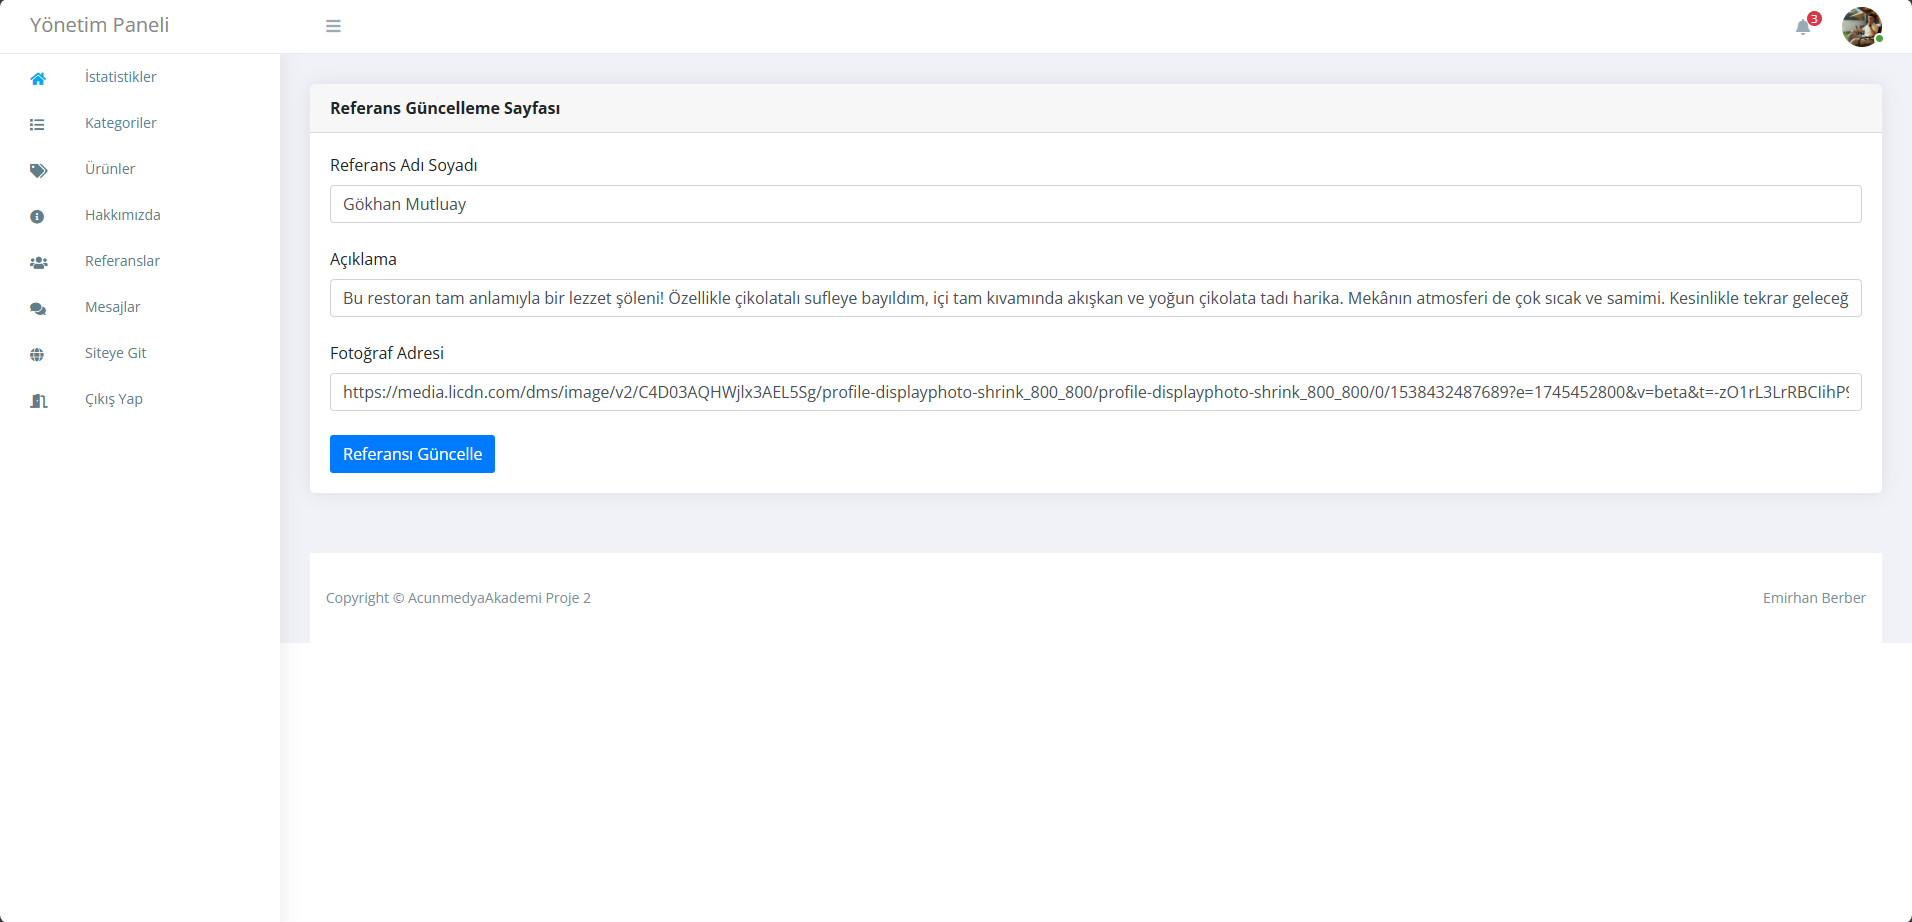 Yönetim Paneli
3
İstatistikler
Kategoriler
Ürünler
Hakkımızda
Referanslar
Mesajlar
Siteye Git
Çıkış Yap
Referans Güncelleme Sayfası
Referans Adı Soyadı
Gökhan Mutluay
Açıklama
Bu restoran tam anlamıyla bir lezzet şöleni! Özellikle çikolatalı sufleye bayıldım, içi tam kıvamında akışkan ve yoğun çikolata tadı harika. Mekânın atmosferi de çok sıcak ve samimi. Kesinlikle tekrar geleceğ
Fotoğraf Adresi
https://media.licdn.com/dms/image/v2/C4D03AQHWjlx3AEL5Sg/profile-displayphoto-shrink_800_800/profile-displayphoto-shrink_800_800/0/1538432487689?e=1745452800&v=beta&t=-zO1rL3LrRBCIihP9
Referansı Güncelle
Copyright © AcunmedyaAkademi Proje 2
Emirhan Berber